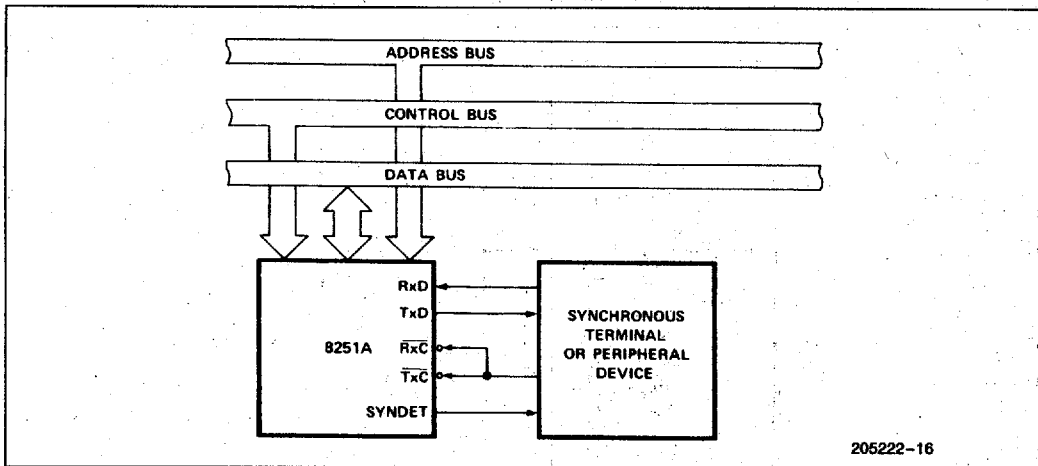 ADDRESS BUS
CONTROL BUS
DATA BUS
RxD
TxD
8251A
RxC
TxC
SYNDET
SYNCHRONOUS
TERMINAL
OR PERIPHERAL
DEVICE
205222-16